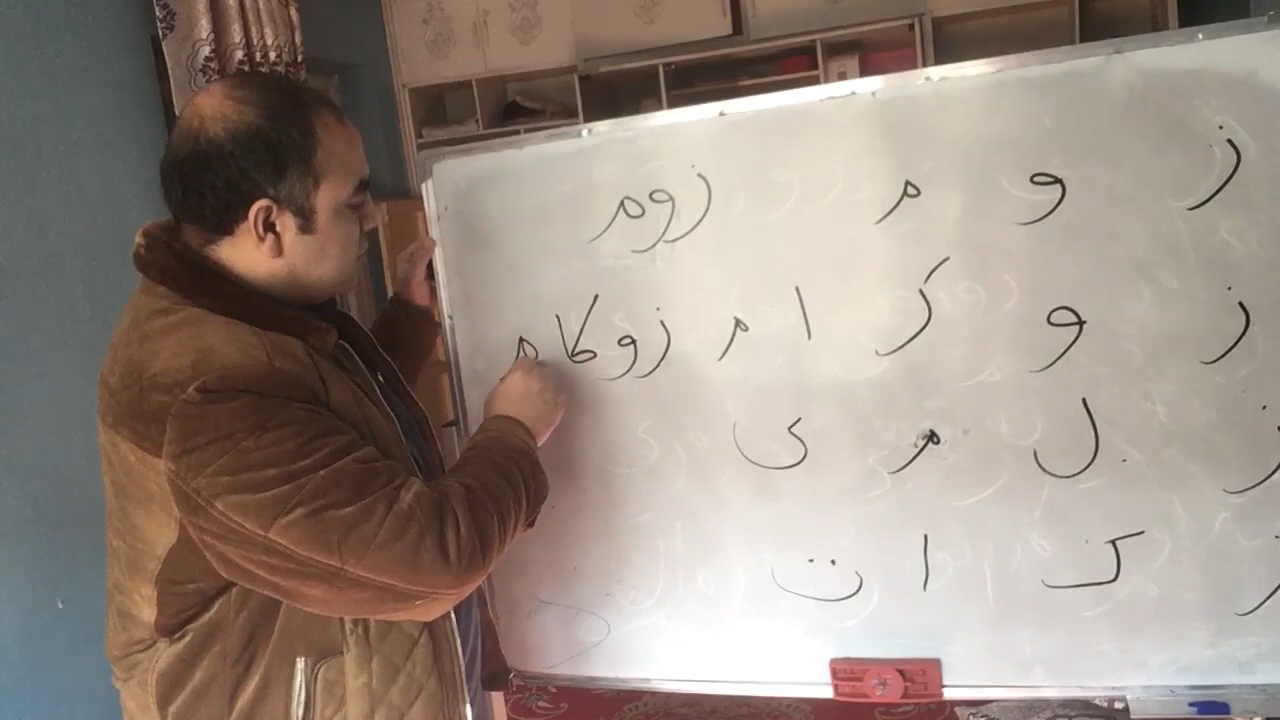 ز و م زوم
ز و ک ا م زوکام
ز ل م ی
ز ک ا ت